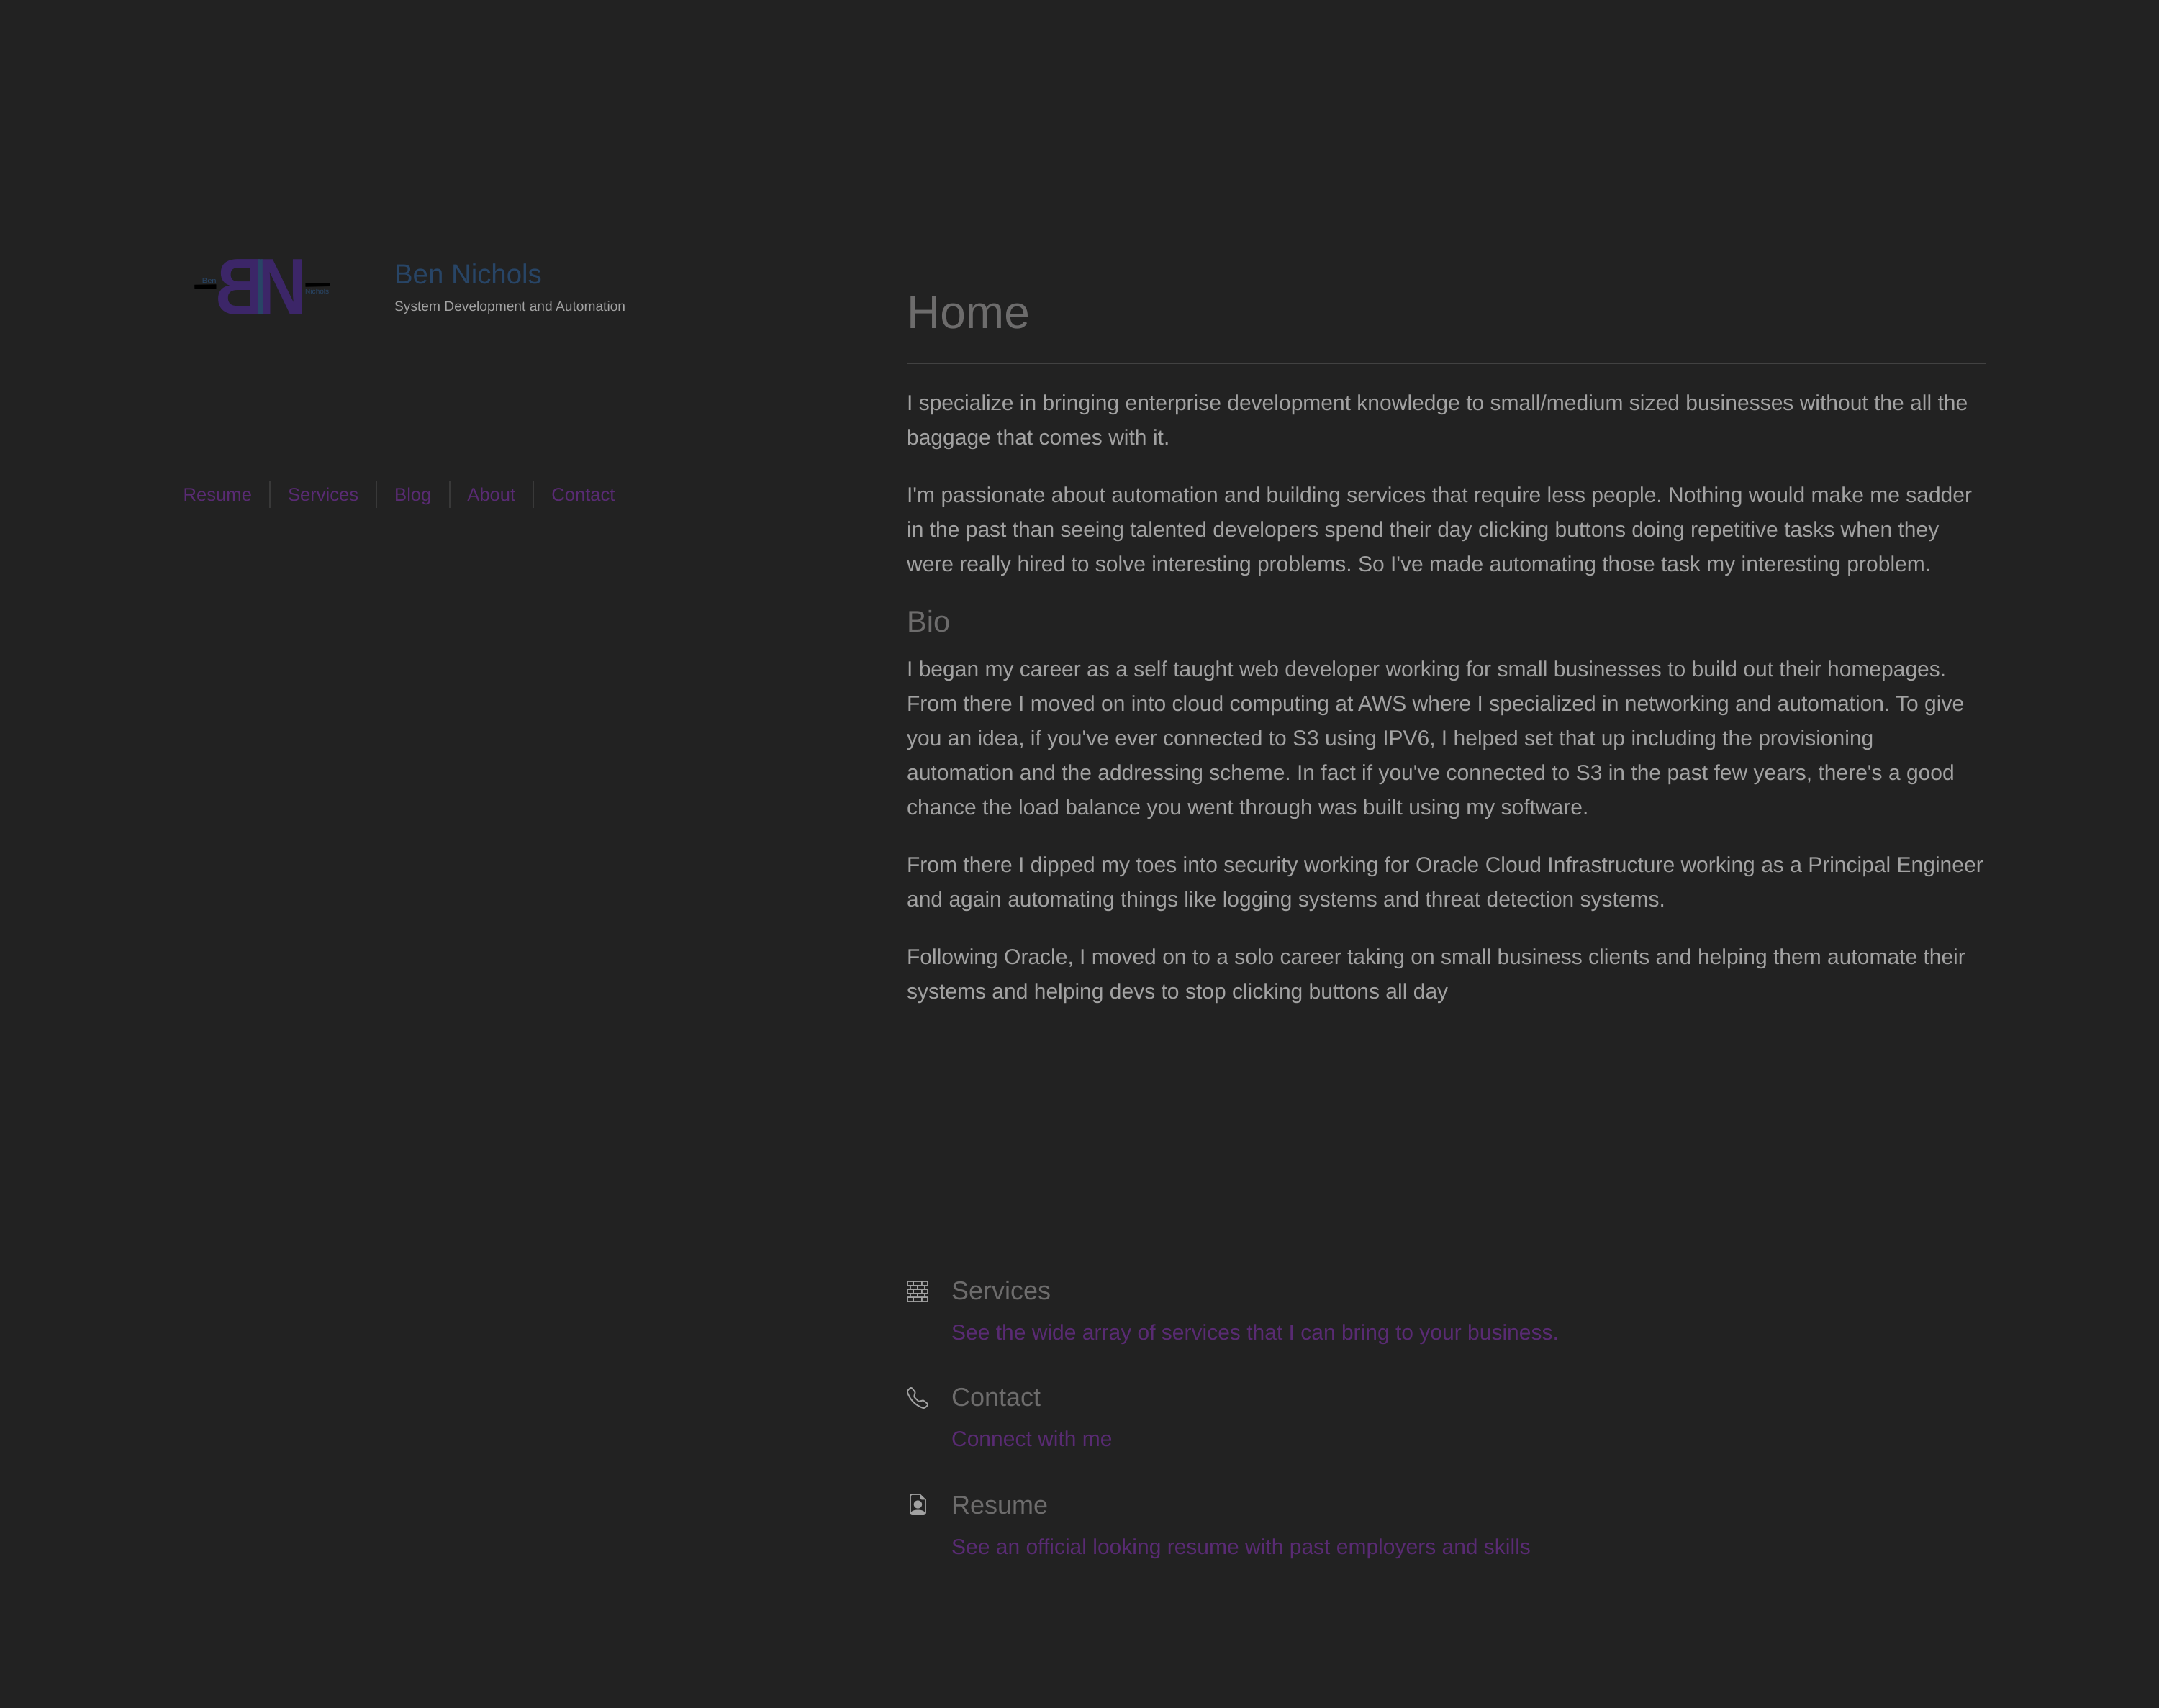 BN
Ben Nichols
System Development and Automation
Resume
Services
Blog
About
Contact
Home
I specialize in bringing enterprise development knowledge to small/medium sized businesses without the all the
baggage that comes with it.
I'm passionate about automation and building services that require less people. Nothing would make me sadder
in the past than seeing talented developers spend their day clicking buttons doing repetitive tasks when they
were really hired to solve interesting problems. So I've made automating those task my interesting problem.
Bio
I began my career as a self taught web developer working for small businesses to build out their homepages.
From there I moved on into cloud computing at AWS where I specialized in networking and automation. To give
you an idea, if you've ever connected to S3 using IPV6, I helped set that up including the provisioning
automation and the addressing scheme. In fact if you've connected to S3 in the past few years, there's a good
chance the load balance you went through was built using my software.
From there I dipped my toes into security working for Oracle Cloud Infrastructure working as a Principal Engineer
and again automating things like logging systems and threat detection systems.
Following Oracle, I moved on to a solo career taking on small business clients and helping them automate their
systems and helping devs to stop clicking buttons all day
Services
See the wide array of services that I can bring to your business.
Contact
Connect with me
Resume
See an official looking resume with past employers and skills